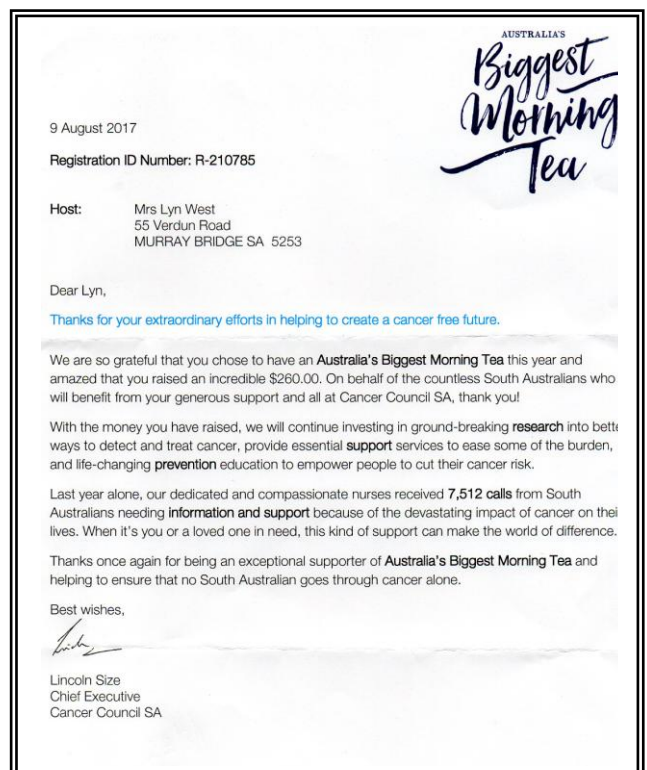 AUSTRALIA'S
Biggest
Morning
Tea
9 August 2017
Registration ID Number: R-210785
Host: Mrs Lyn West
55 Verdun Road
MURRAY BRIDGE SA 5253
Dear Lyn,
Thanks for your extraordinary efforts in helping to create a cancer free future.
We are so grateful that you chose to have an Australia's Biggest Morning Tea this year and
amazed that you raised an incredible $260.00. On behalf of the countless South Australians who
will benefit from your generous support and all at Cancer Council SA, thank you!
With the money you have raised, we will continue investing in ground-breaking research into bette
ways to detect and treat cancer, provide essential support services to ease some of the burden,
and life-changing prevention education to empower people to cut their cancer risk.
Last year alone, our dedicated and compassionate nurses received 7,512 calls from South
Australians needing information and support because of the devastating impact of cancer on thei
lives. When it's you or a loved one in need, this kind of support can make the world of difference.
Thanks once again for being an exceptional supporter of Australia's Biggest Morning Tea and
helping to ensure that no South Australian goes through cancer alone.
Best wishes,
Lincoln Size
Chief Executive
Cancer Council SA